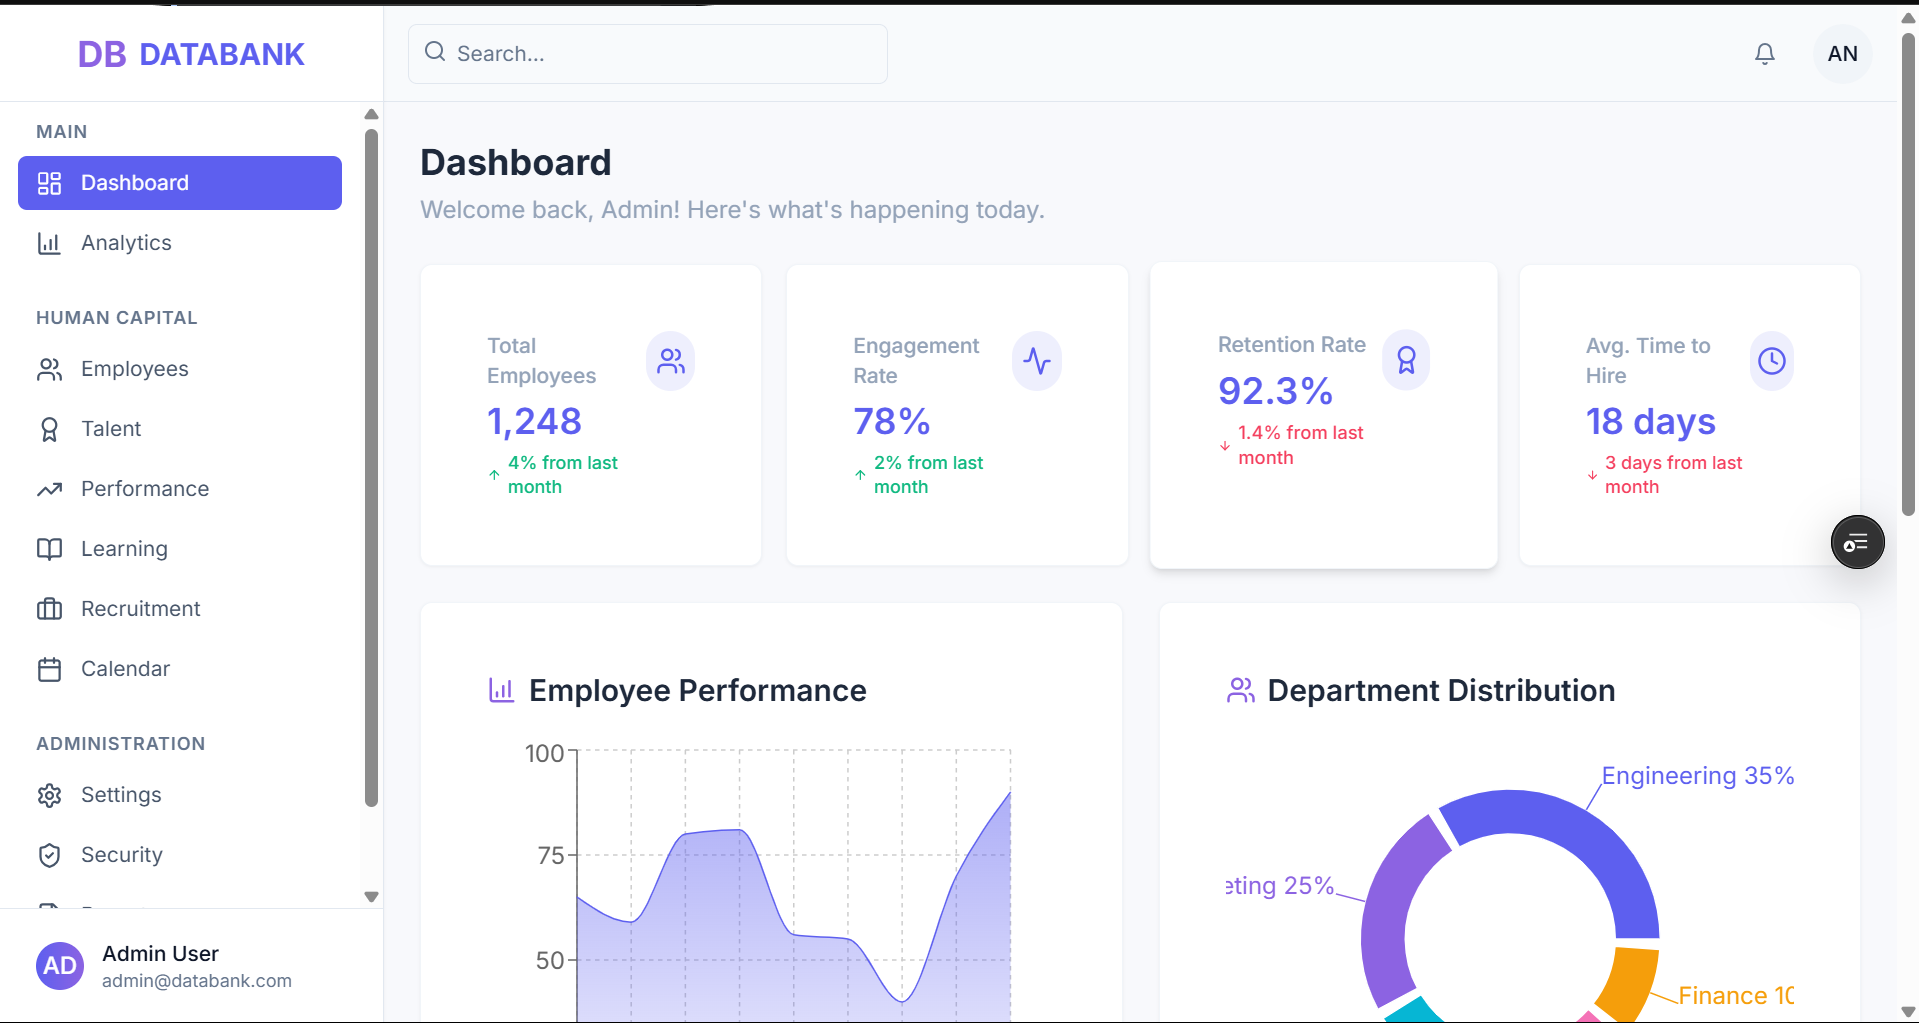 DB DATABANK
Search...
AN
MAIN
Dashboard
Analytics
HUMAN CAPITAL
Employees
Talent
Performance
Learning
Recruitment
Calendar
ADMINISTRATION
Settings
Security
AD
Admin User
admin@databank.com
Dashboard
Welcome back, Admin! Here's what's happening today.
Total
Employees
1,248
4% from last
month
Engagement
Rate
78%
2% from last
month
Retention Rate
92.3%
1.4% from last
month
Avg. Time to
Hire
18 days
3 days from last
month
Employee Performance
100
75
50
Department Distribution
Engineering 35%
eting 25%
Finance 10